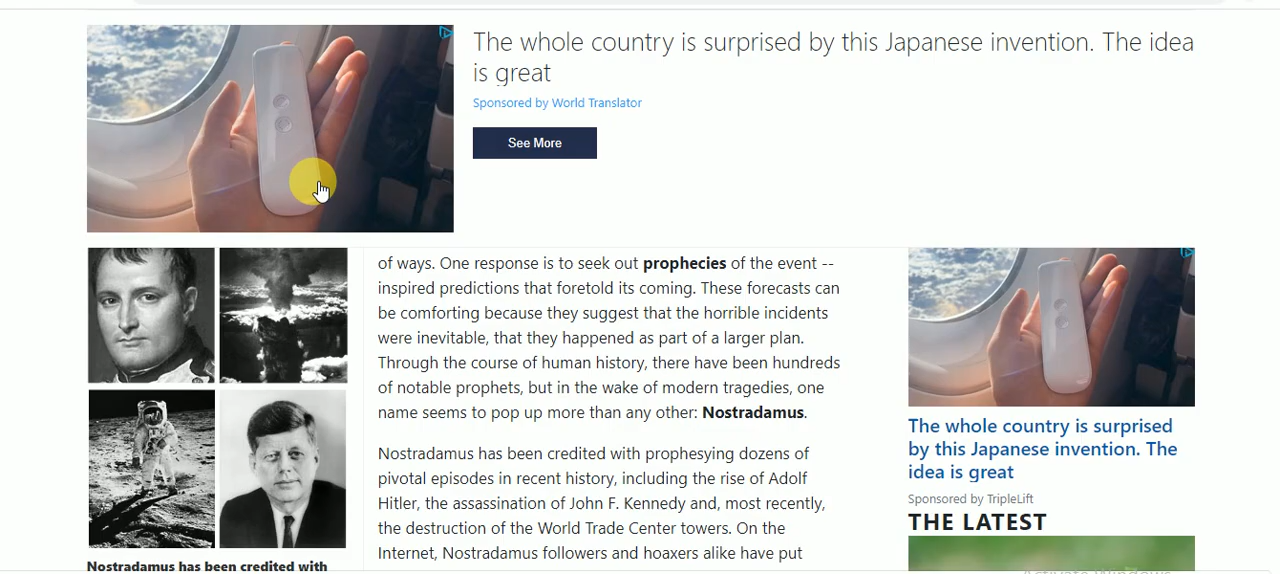 The whole country is surprised by this Japanese invention. The idea
is great
Sponsored by World Translator
See More
of ways. One response is to seek out prophecies of the event --
inspired predictions that foretold its coming. These forecasts can
be comforting because they suggest that the horrible incidents
were inevitable, that they happened as part of a larger plan.
Through the course of human history, there have been hundreds
of notable prophets, but in the wake of modern tragedies, one
name seems to pop up more than any other: Nostradamus.
Nostradamus has been credited with prophesying dozens of
pivotal episodes in recent history, including the rise of Adolf
Hitler, the assassination of John F. Kennedy and, most recently,
the destruction of the World Trade Center towers. On the
Internet, Nostradamus followers and hoaxers alike have put
Nostradamus has been credited with
The whole country is surprised
by this Japanese invention. The
idea is great
Sponsored by TripleLift
THE LATEST
Activate Windows